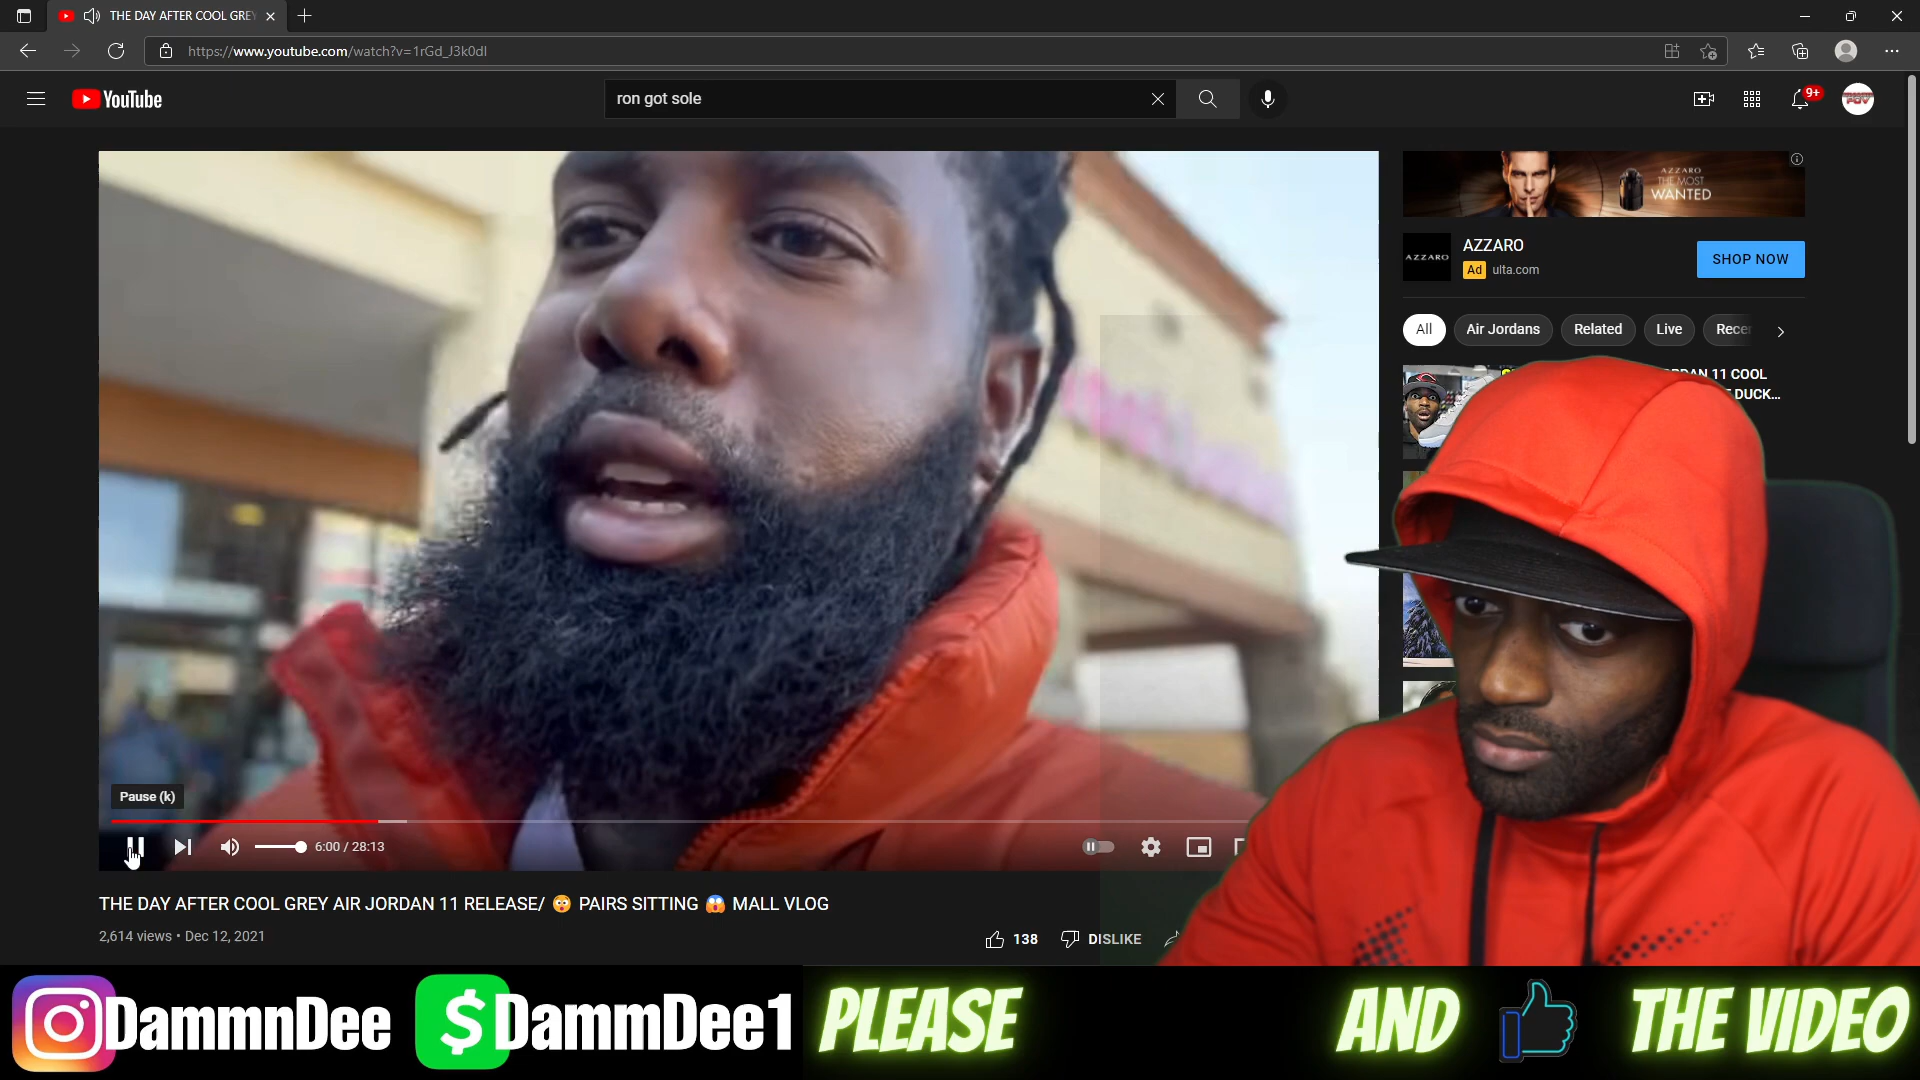 THE DAY AFTER COOL GREY
https://www.youtube.com/watch?v=1rGd_J3k0dI
YouTube
ron got sole
9+
AZZARO
THE MOST
WANTED
AZZARO
AZZARO
Ad ulta.com
SHOP NOW
All
Air Jordans
Related
Live
Recen
11 COOL
DUCK...
Pause (k)
6:00 / 28:13
THE DAY AFTER COOL GREY AIR JORDAN 11 RELEASE/ 😳 PAIRS SITTING 😱 MALL VLOG
2,614 views • Dec 12, 2021
138
DISLIKE
DammnDee
$DammDee1
PLEASE
AND
THE VIDEO